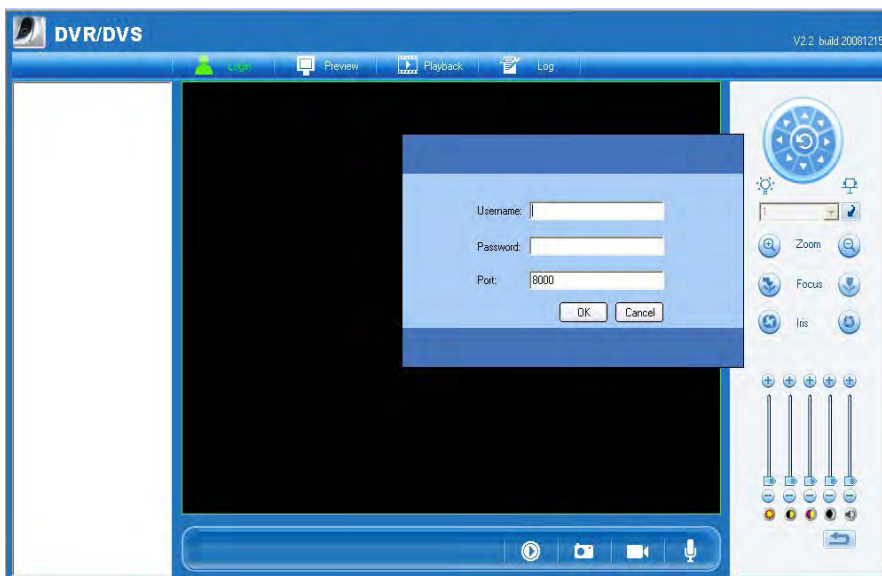 DVR/DVS
V2.2 build 20081215
Login Preview Playback Log
Username:
Password:
Port: 8000
OK Cancel
1
Zoom
Focus
Iris